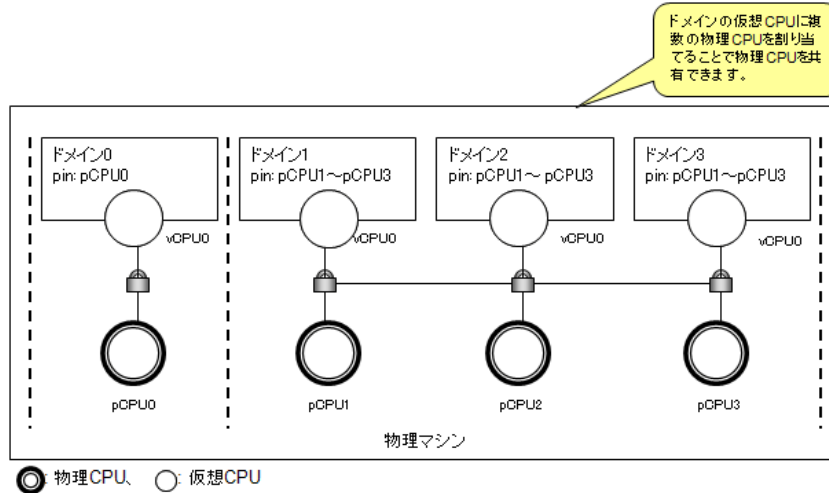 ドメインの仮想CPUに複
数の物理CPUを割り当
てることで物理CPUを共
有できます。
ドメイン0
pin: pCPU0
ドメイン1
pin: pCPU1～pCPU3
ドメイン2
pin: pCPU1～ pCPU3
ドメイン3
pin: pCPU1～pCPU3
vCPU0
vCPU0
vCPU0
vCPU0
pCPU0
pCPU1
pCPU2
pCPU3
物理マシン
: 物理CPU、 : 仮想CPU